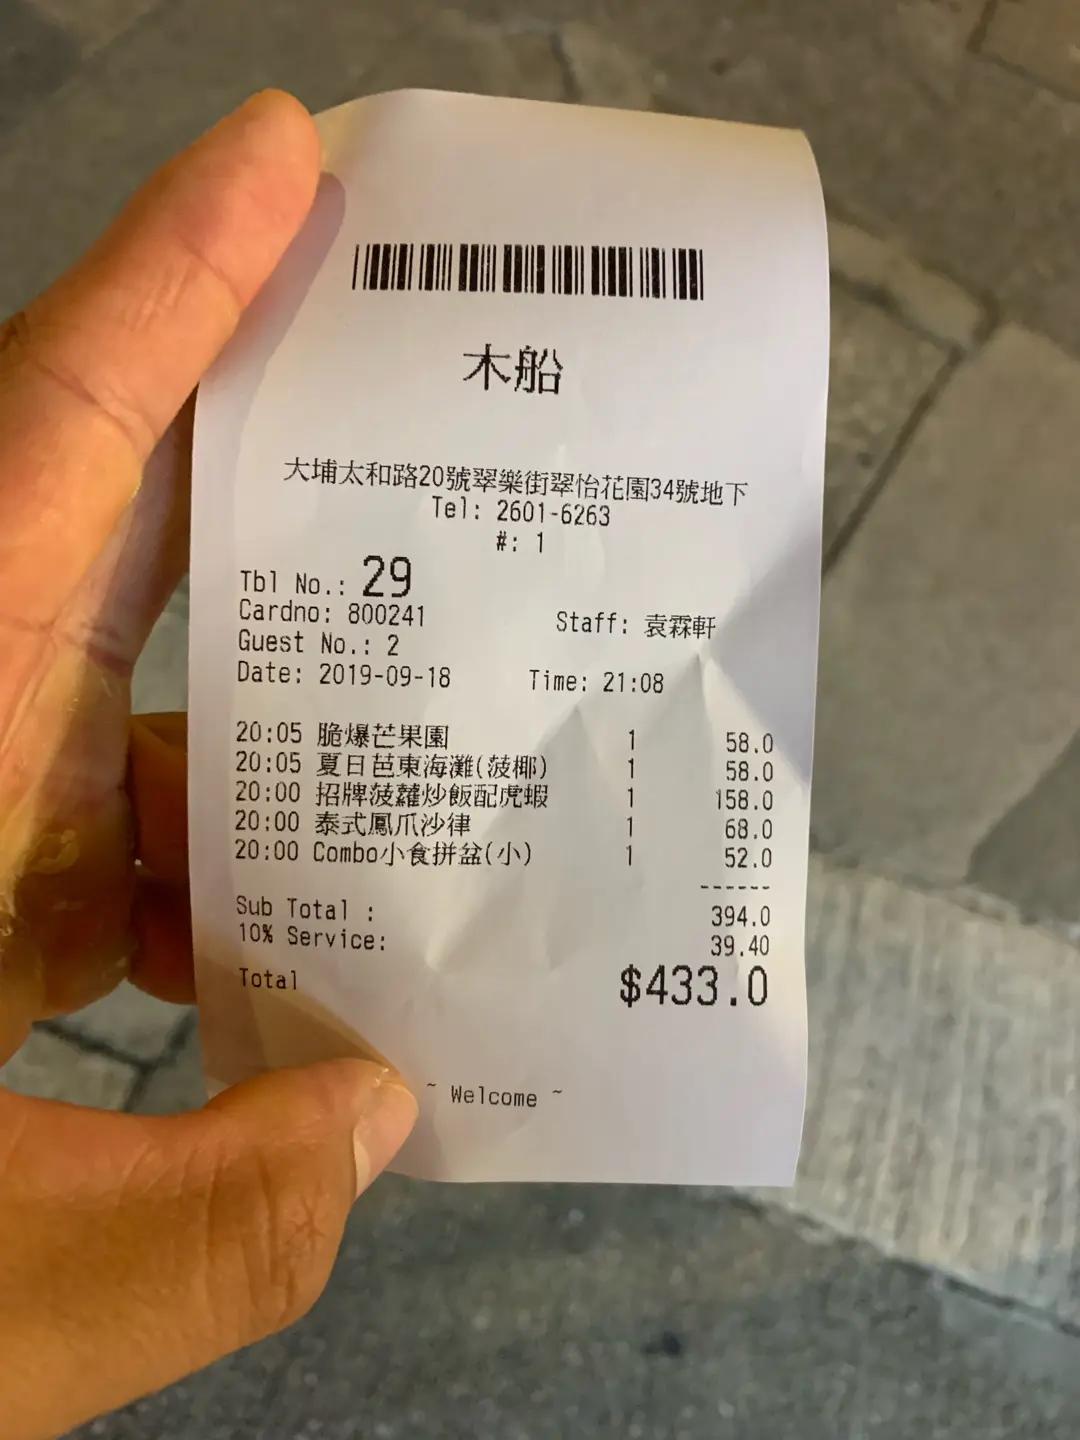 木船
大埔太和路20號翠樂街翠怡花園34號地下
Tel: 2601-6263
#: 1
Tbl No.: 29
Cardno: 800241 Staff: 袁霖軒
Guest No.: 2
Date: 2019-09-18 Time: 21:08
20:05 脆爆芒果園 1 58.0
20:05 夏日芭東海灘(菠椰) 1 58.0
20:00 招牌菠蘿炒飯配虎蝦 1 158.0
20:00 泰式鳳爪沙律 1 68.0
20:00 Combo小食拼盆(小) 1 52.0
------
Sub Total : 394.0
10% Service: 39.40
Total $433.0
~ Welcome ~